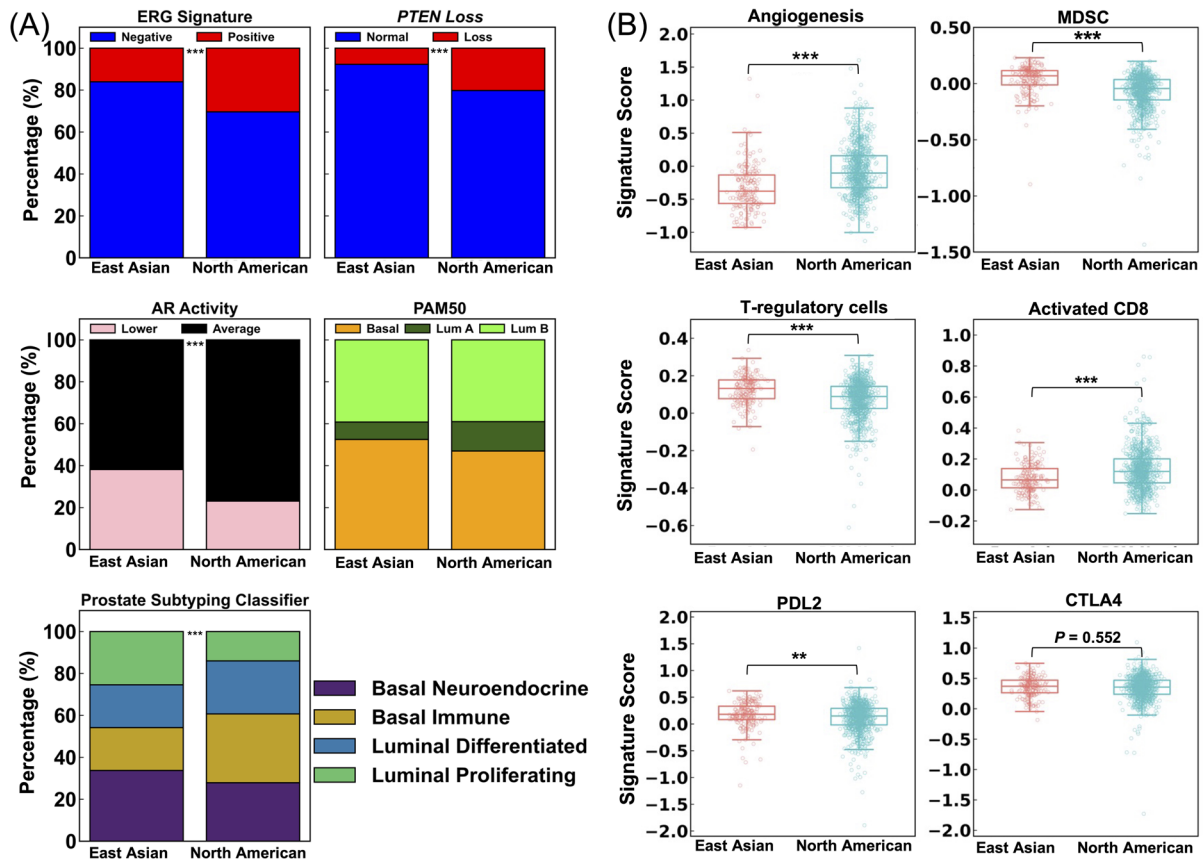 (A)
ERG Signature
Negative Positive
***
Percentage (%)
100
80
60
40
20
0
East Asian North American
PTEN Loss
Normal Loss
***
East Asian North American
AR Activity
Lower Average
***
Percentage (%)
100
80
60
40
20
0
East Asian North American
PAM50
Basal Lum A Lum B
East Asian North American
Prostate Subtyping Classifier
***
Percentage (%)
100
80
60
40
20
0
East Asian North American
Basal Neuroendocrine
Basal Immune
Luminal Differentiated
Luminal Proliferating
(B)
Angiogenesis
***
Signature Score
2.0
1.5
1.0
0.5
0.0
−0.5
−1.0
East Asian North American
MDSC
***
0.50
0.00
−0.50
−1.00
−1.50
East Asian North American
T-regulatory cells
***
Signature Score
0.4
0.2
0.0
−0.2
−0.4
−0.6
East Asian North American
Activated CD8
***
1.0
0.8
0.6
0.4
0.2
0.0
−0.2
East Asian North American
PDL2
**
Signature Score
2.0
1.5
1.0
0.5
0.0
−0.5
−1.0
−1.5
−2.0
East Asian North American
CTLA4
P = 0.552
1.5
1.0
0.5
0.0
−0.5
−1.0
−1.5
−2.0
East Asian North American